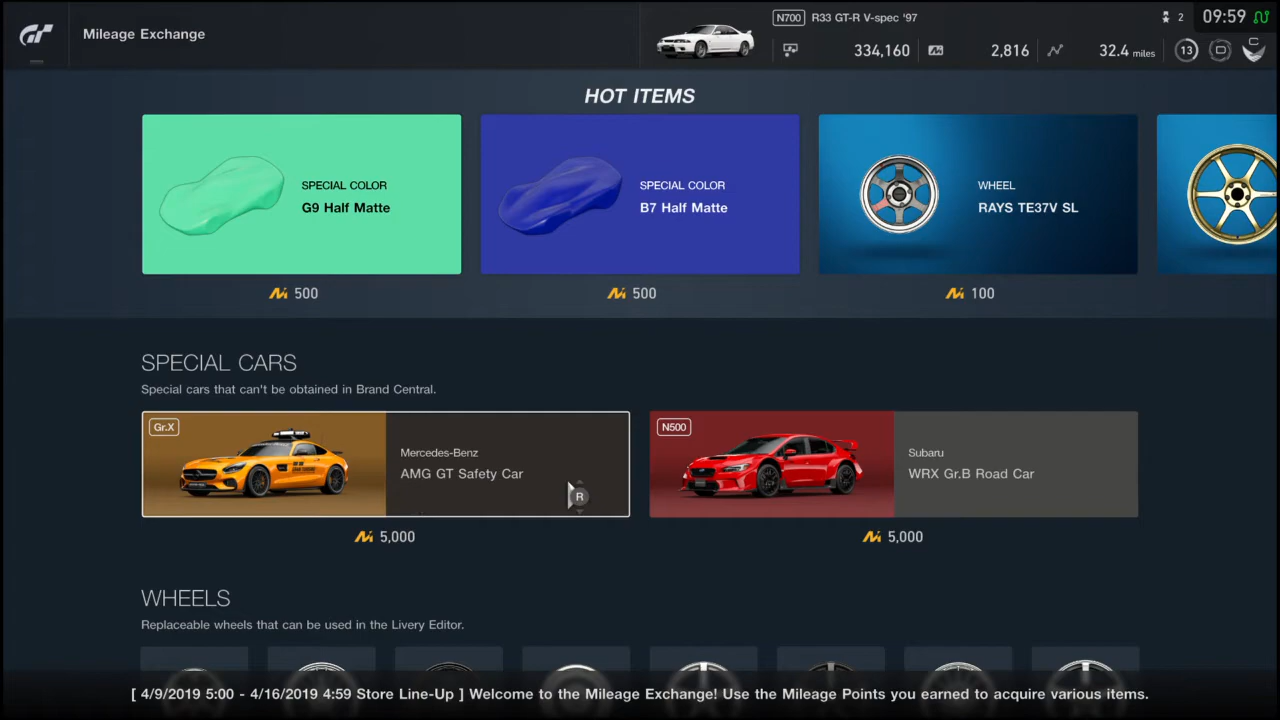 GT
Mileage Exchange
N700 R33 GT-R V-spec '97
2
09:59
334,160
2,816
32.4 miles
13
C
HOT ITEMS
SPECIAL COLOR
G9 Half Matte
500
SPECIAL COLOR
B7 Half Matte
500
WHEEL
RAYS TE37V SL
100
SPECIAL CARS
Special cars that can't be obtained in Brand Central.
Gr.X
Mercedes-Benz
AMG GT Safety Car
R
5,000
N500
Subaru
WRX Gr.B Road Car
5,000
WHEELS
Replaceable wheels that can be used in the Livery Editor.
[ 4/9/2019 5:00 - 4/16/2019 4:59 Store Line-Up ] Welcome to the Mileage Exchange! Use the Mileage Points you earned to acquire various items.